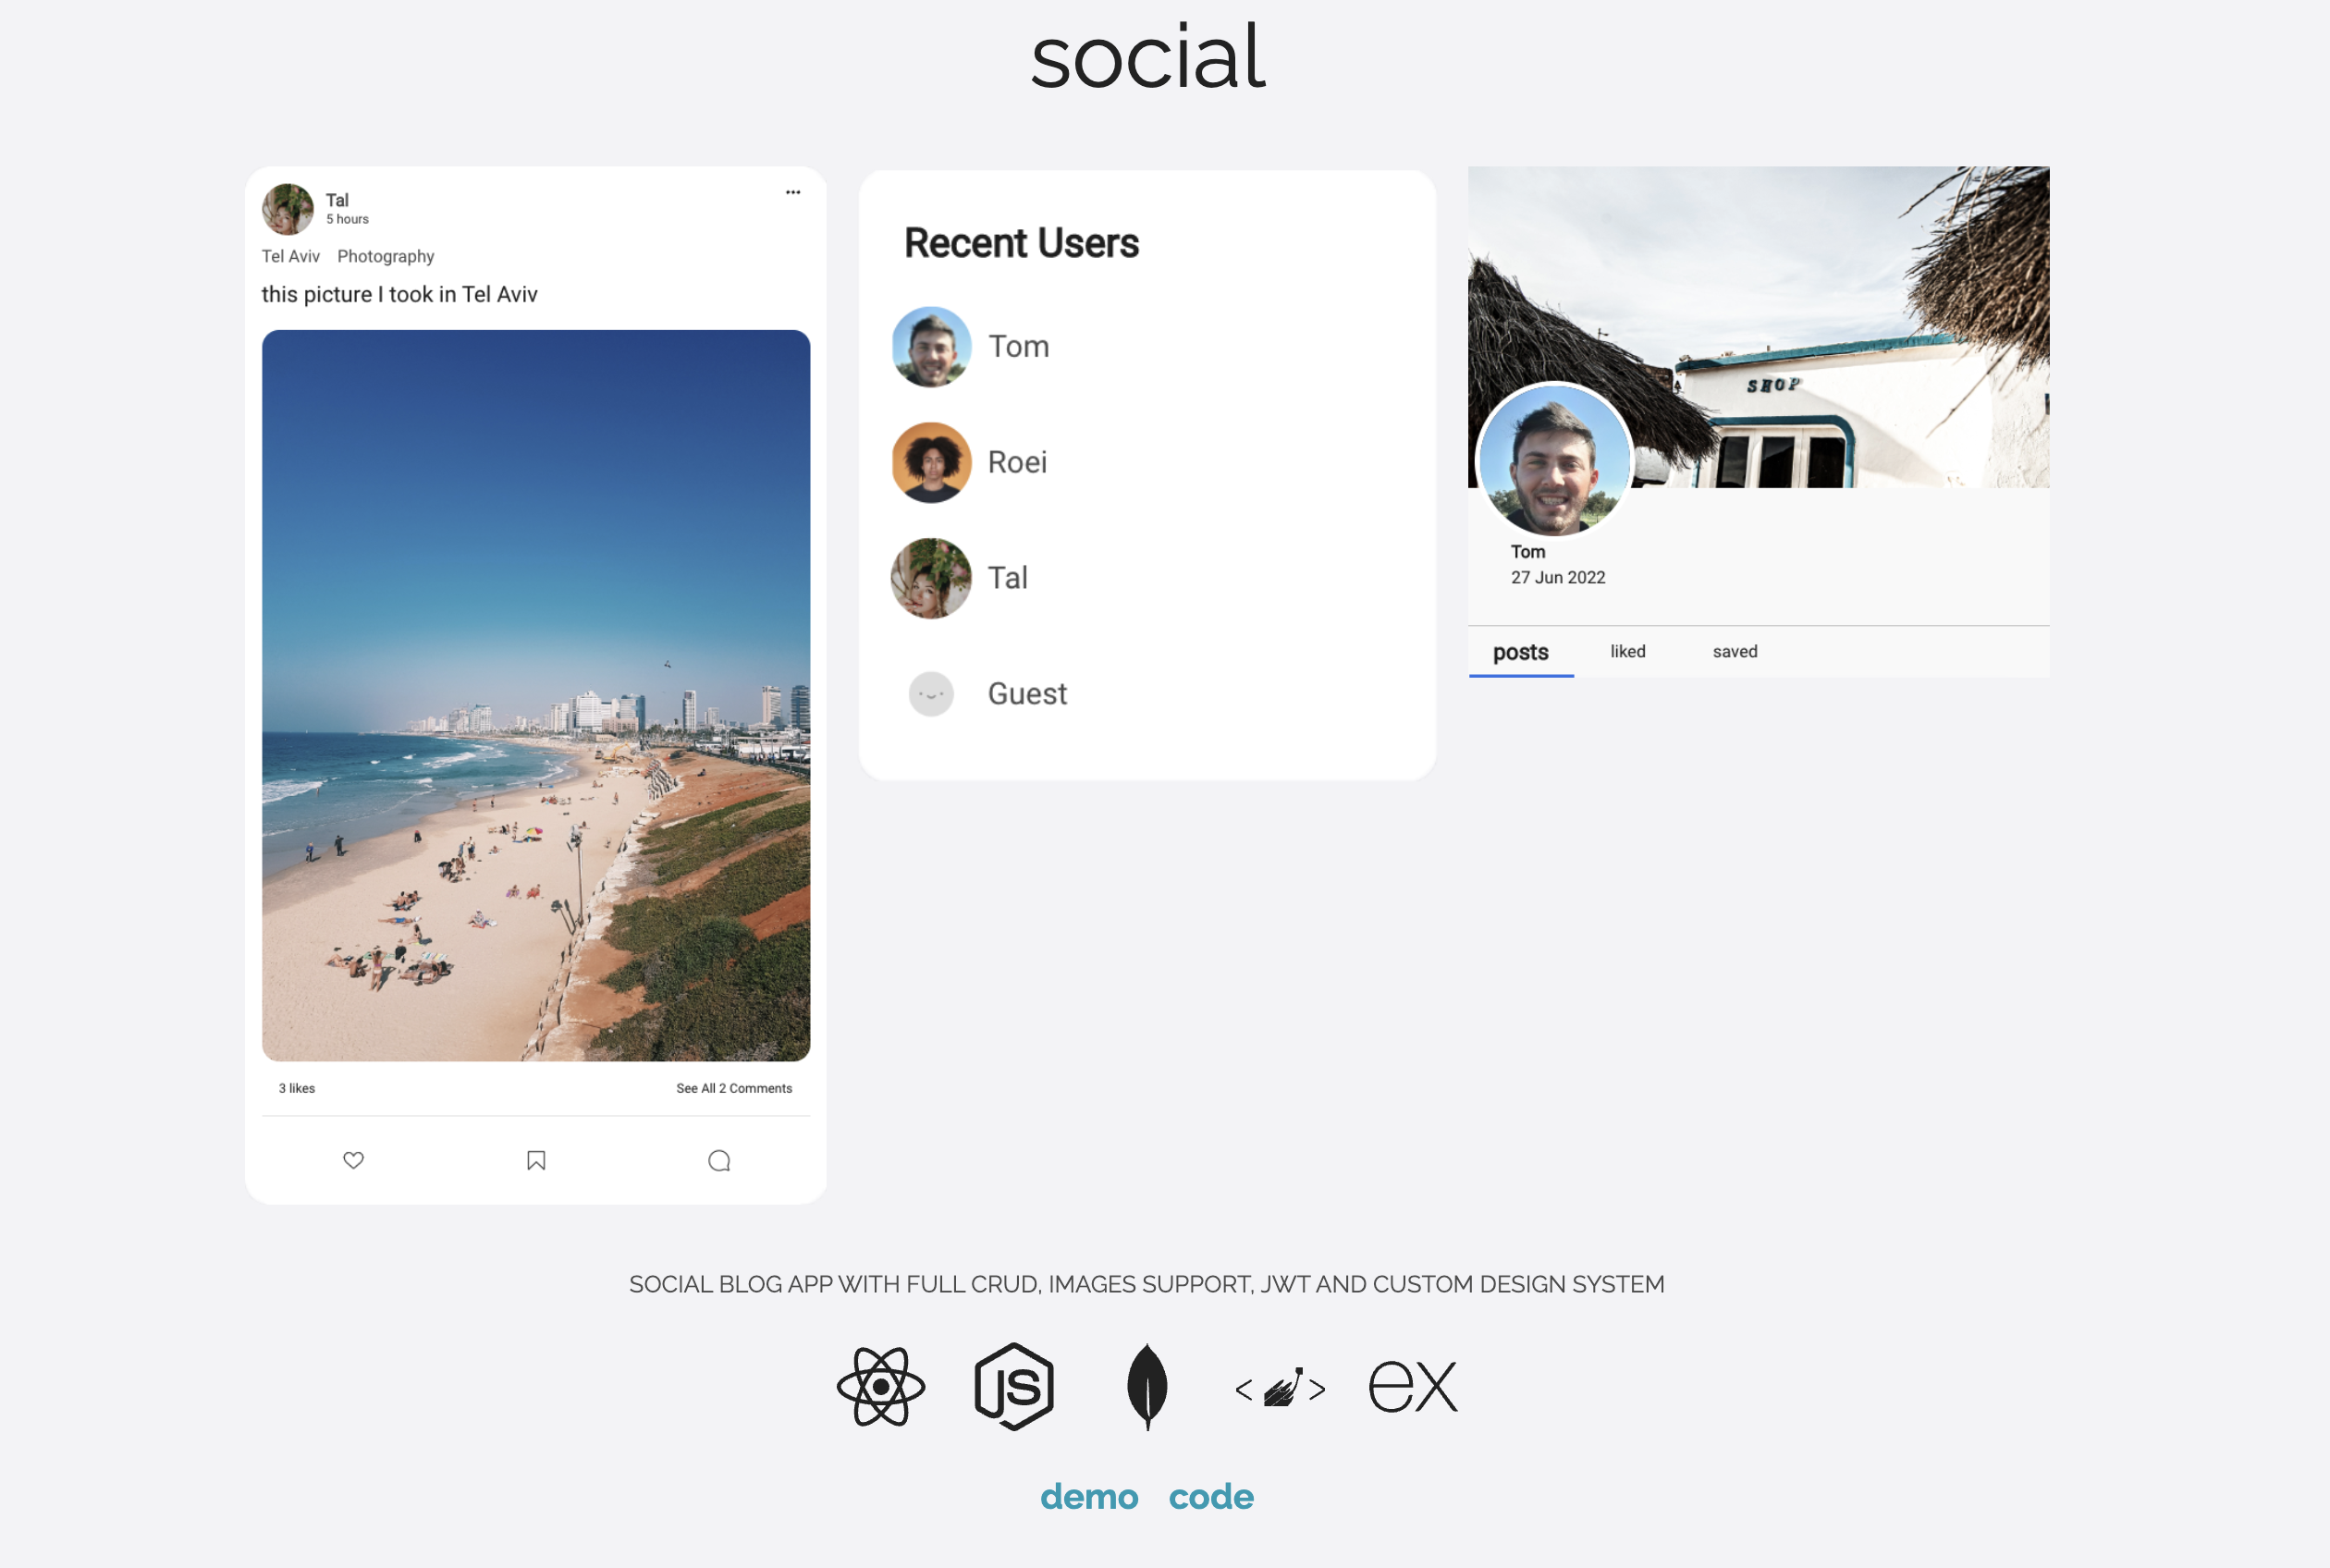 social
Tal
5 hours
Tel Aviv Photography
this picture I took in Tel Aviv
3 likes
See All 2 Comments
Recent Users
Tom
Roei
Tal
Guest
SHOP
Tom
27 Jun 2022
posts liked saved
SOCIAL BLOG APP WITH FULL CRUD, IMAGES SUPPORT, JWT AND CUSTOM DESIGN SYSTEM
JS
< >
ex
demo code